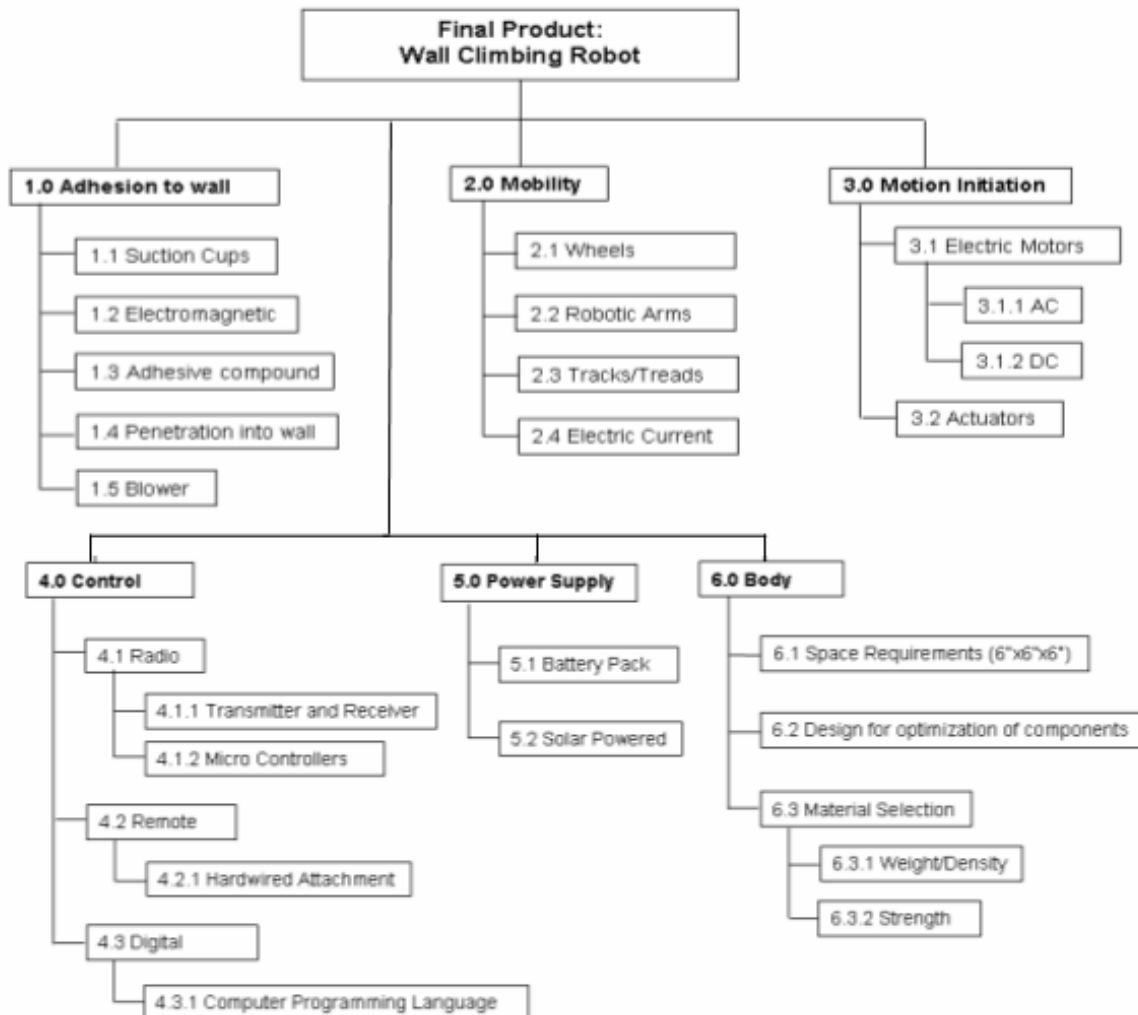 Final Product:
Wall Climbing Robot
1.0 Adhesion to wall
1.1 Suction Cups
1.2 Electromagnetic
1.3 Adhesive compound
1.4 Penetration into wall
1.5 Blower
2.0 Mobility
2.1 Wheels
2.2 Robotic Arms
2.3 Tracks/Treads
2.4 Electric Current
3.0 Motion Initiation
3.1 Electric Motors
3.1.1 AC
3.1.2 DC
3.2 Actuators
4.0 Control
4.1 Radio
4.1.1 Transmitter and Receiver
4.1.2 Micro Controllers
4.2 Remote
4.2.1 Hardwired Attachment
4.3 Digital
4.3.1 Computer Programming Language
5.0 Power Supply
5.1 Battery Pack
5.2 Solar Powered
6.0 Body
6.1 Space Requirements (6"x6"x6")
6.2 Design for optimization of components
6.3 Material Selection
6.3.1 Weight/Density
6.3.2 Strength